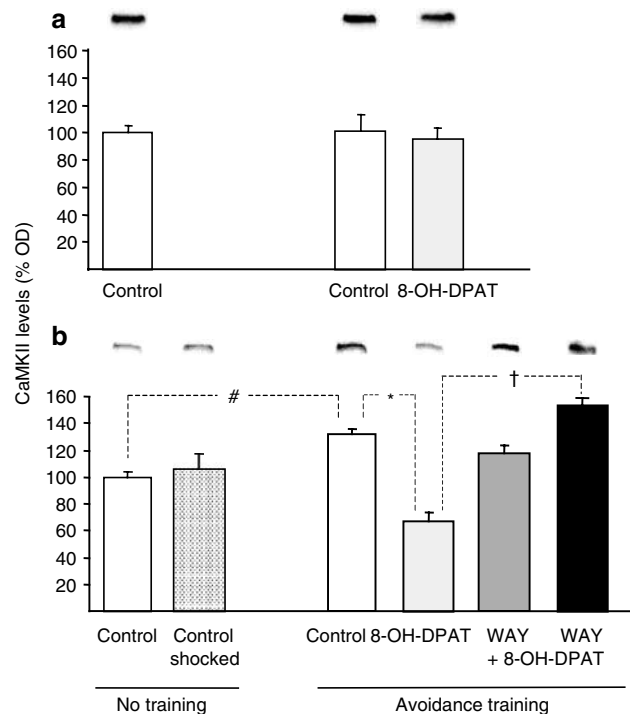 a
160
140
120
100
80
60
40
20
Control
Control 8-OH-DPAT
CaMKII levels (% OD)
b
160
140
120
100
80
60
40
20
#
*
†
Control
Control
shocked
Control 8-OH-DPAT
WAY
+ 8-OH-DPAT
WAY
No training
Avoidance training